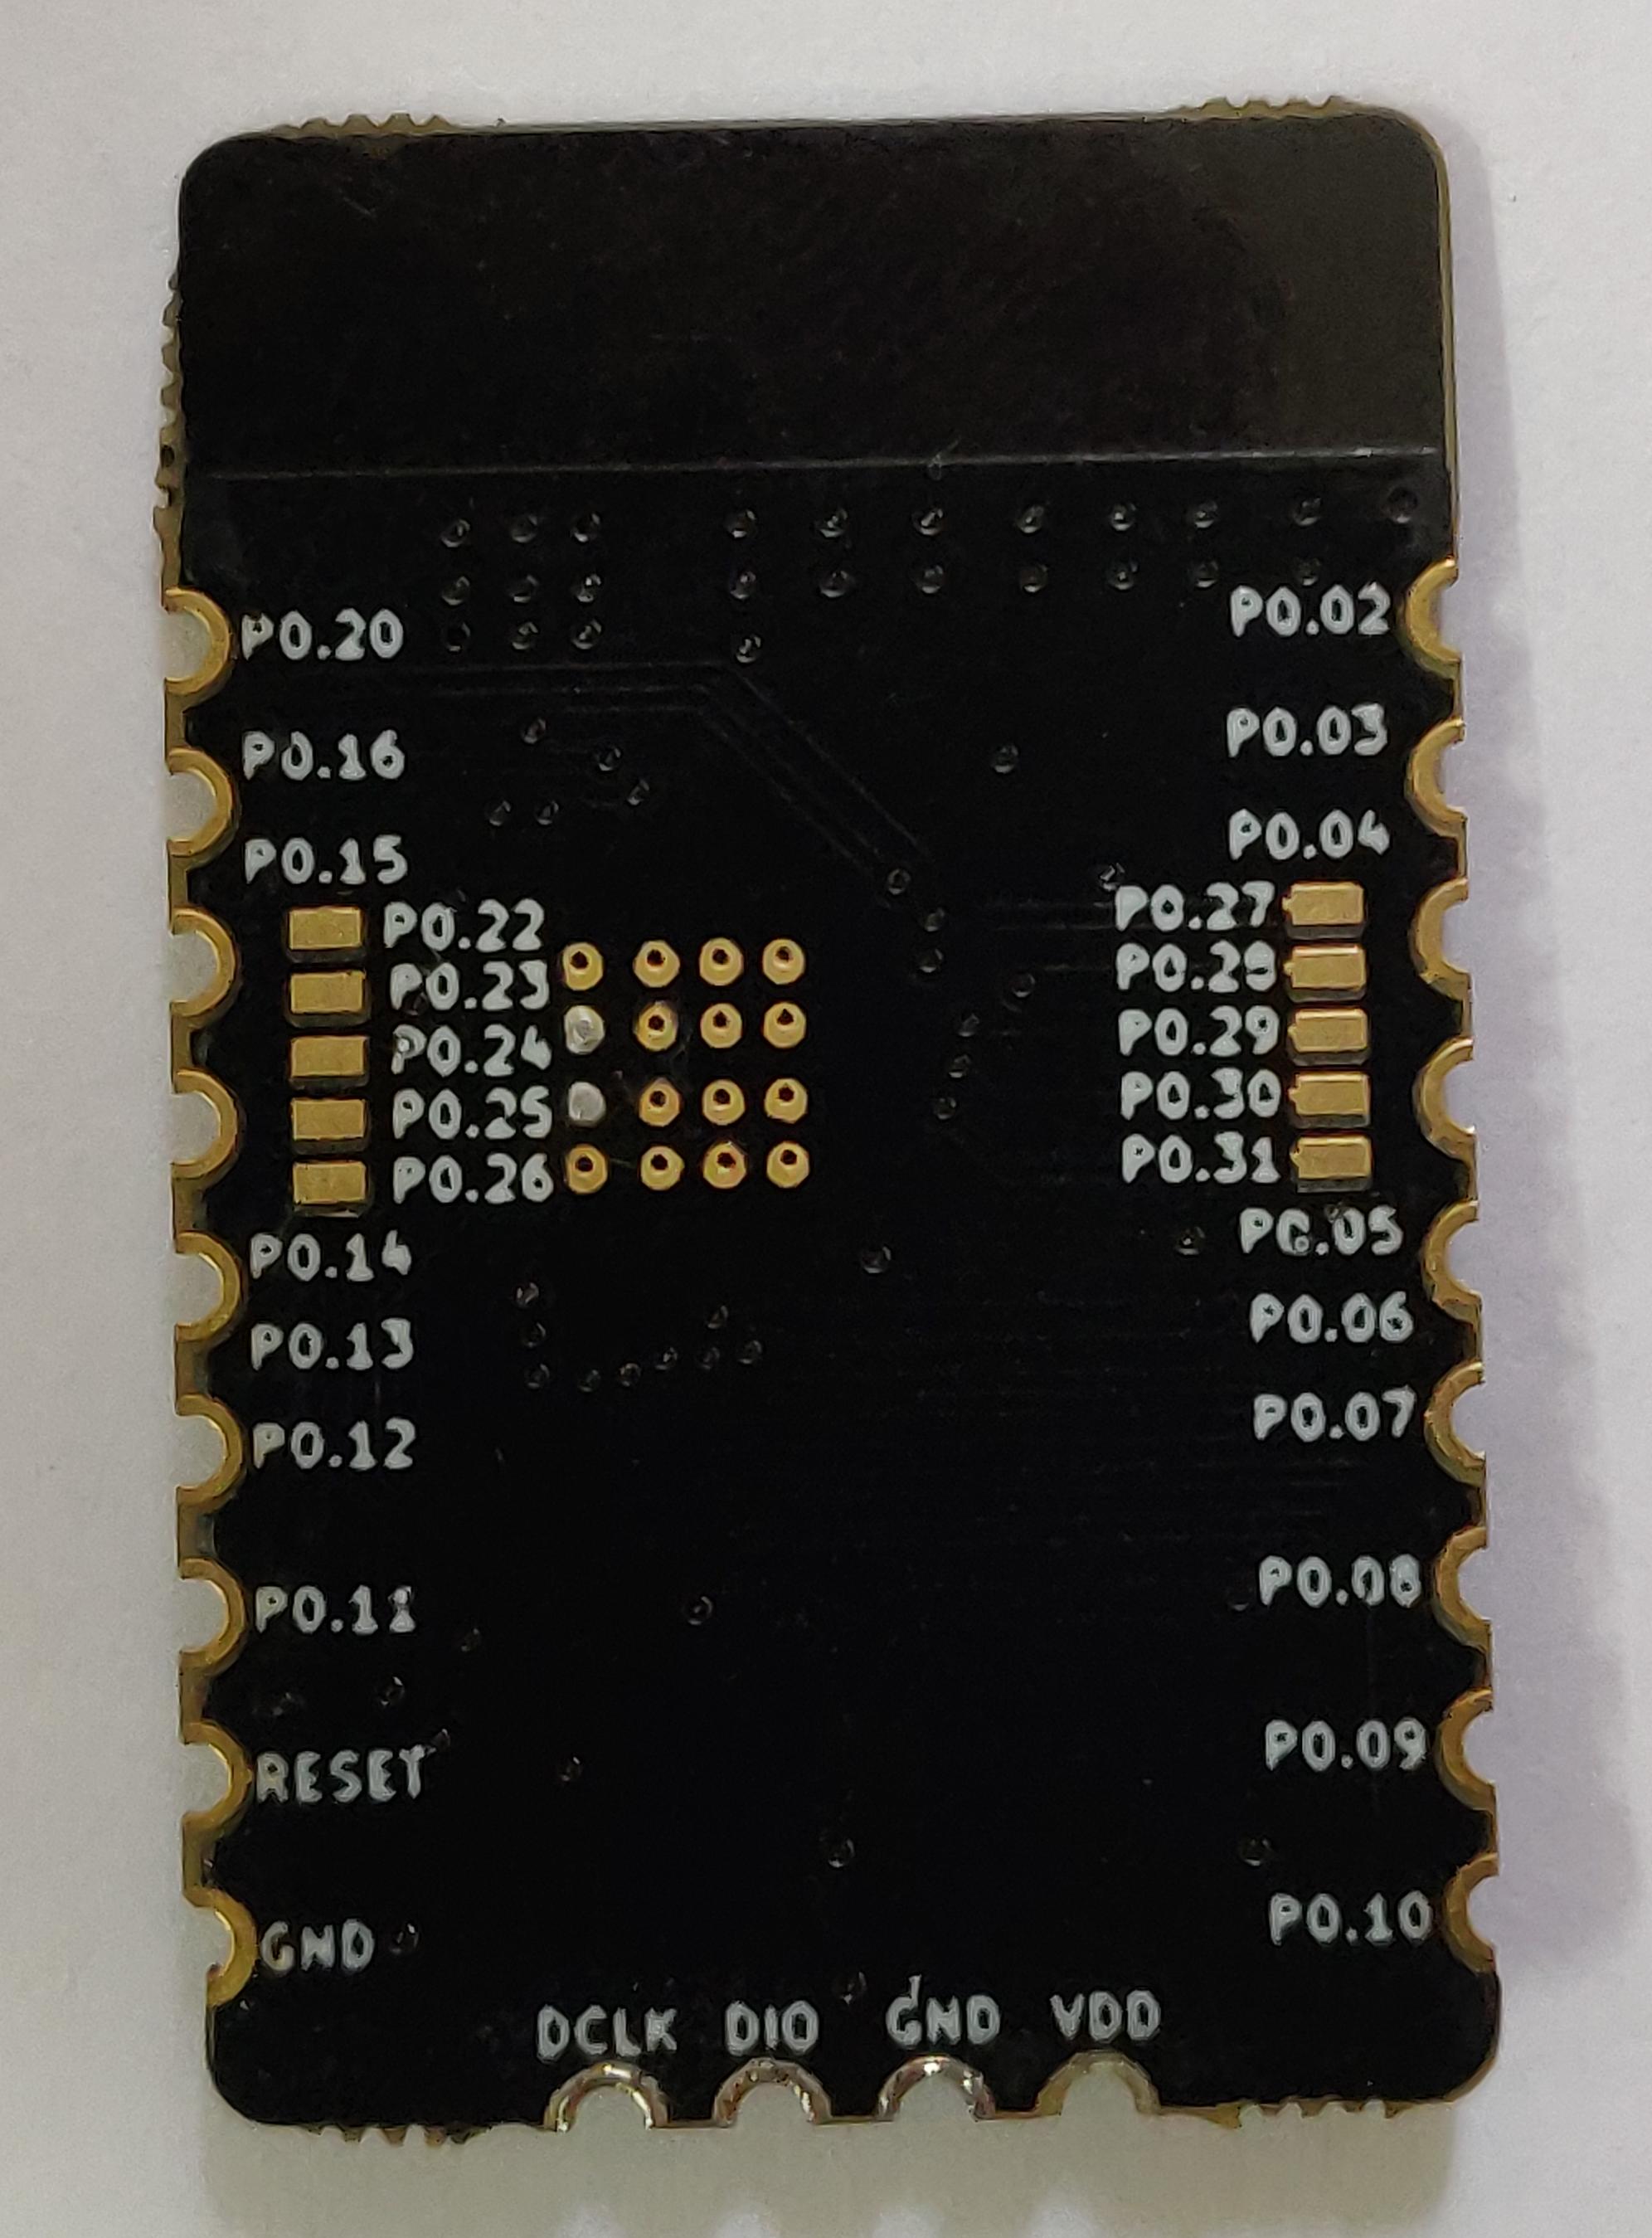 P0.20 P0.02
P0.16 P0.03
P0.15 P0.04
P0.22 P0.27
P0.23 P0.28
P0.24 P0.29
P0.25 P0.30
P0.26 P0.31
P0.14 P0.05
P0.13 P0.06
P0.12 P0.07
P0.11 P0.08
RESET P0.09
GND P0.10
DCLK DIO GND VDD